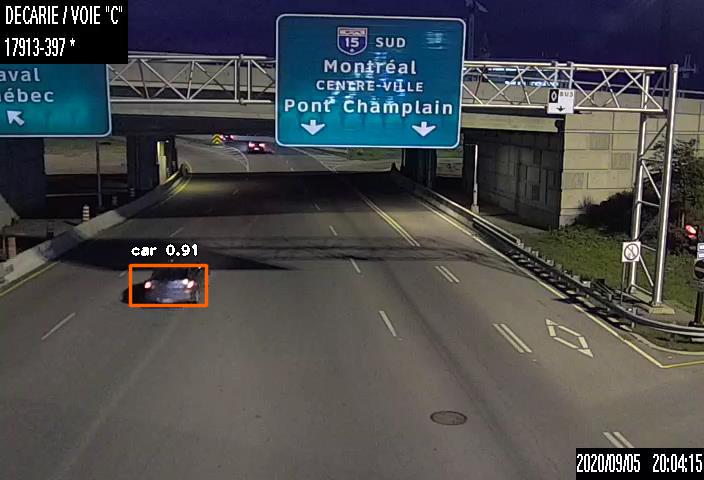 DECARIE / VOIE "C"
17913-397 *
aval
ébec
15 SUD
Montréal
CENTRE-VILLE
Pont Champlain
BUS
car 0.91
2020/09/05 20:04:15